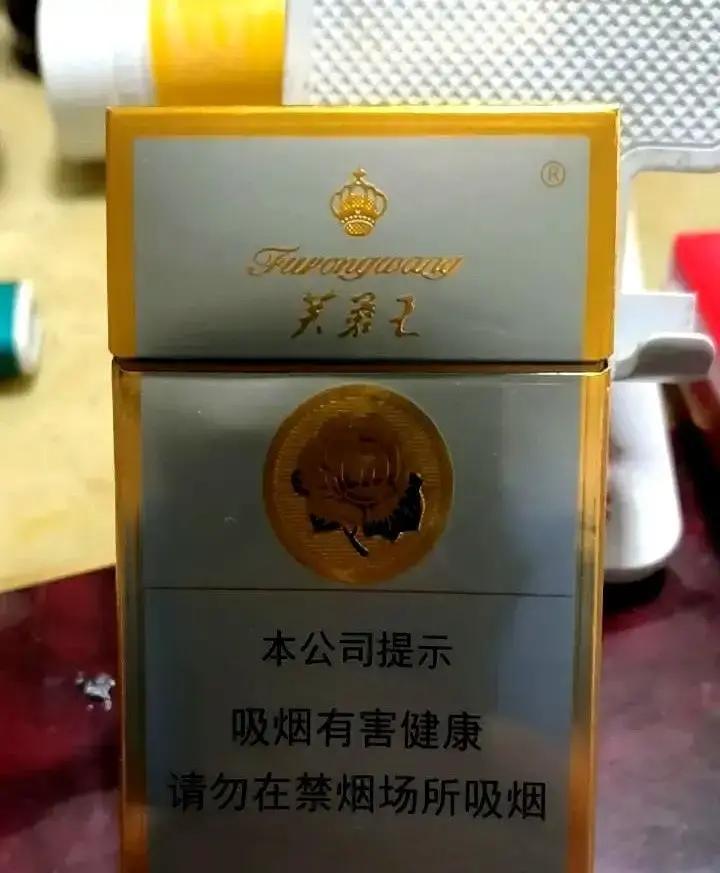 ®
Furongwang
芙蓉王
本公司提示
吸烟有害健康
请勿在禁烟场所吸烟